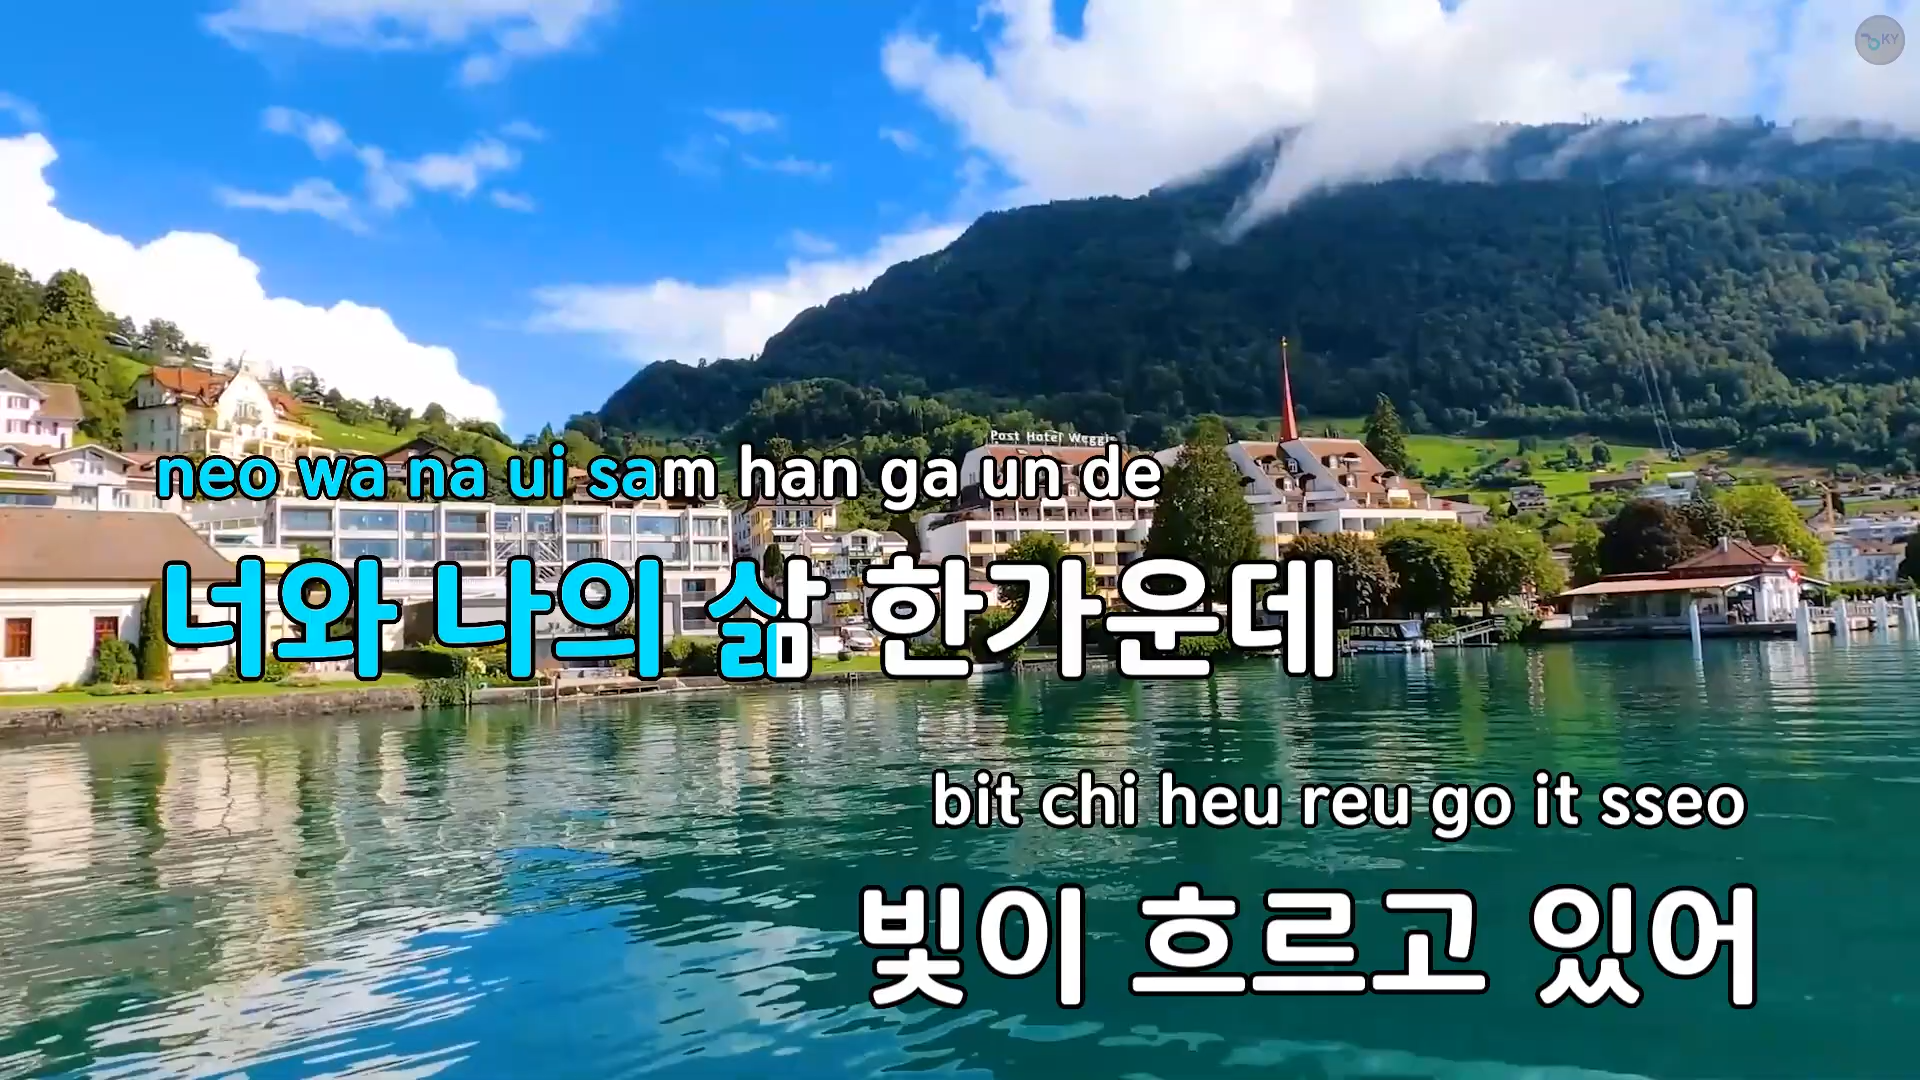 KY
Post Hotel Weggis
neo wa na ui sam han ga un de
너와 나의 삶 한가운데
bit chi heu reu go it sseo
빛이 흐르고 있어